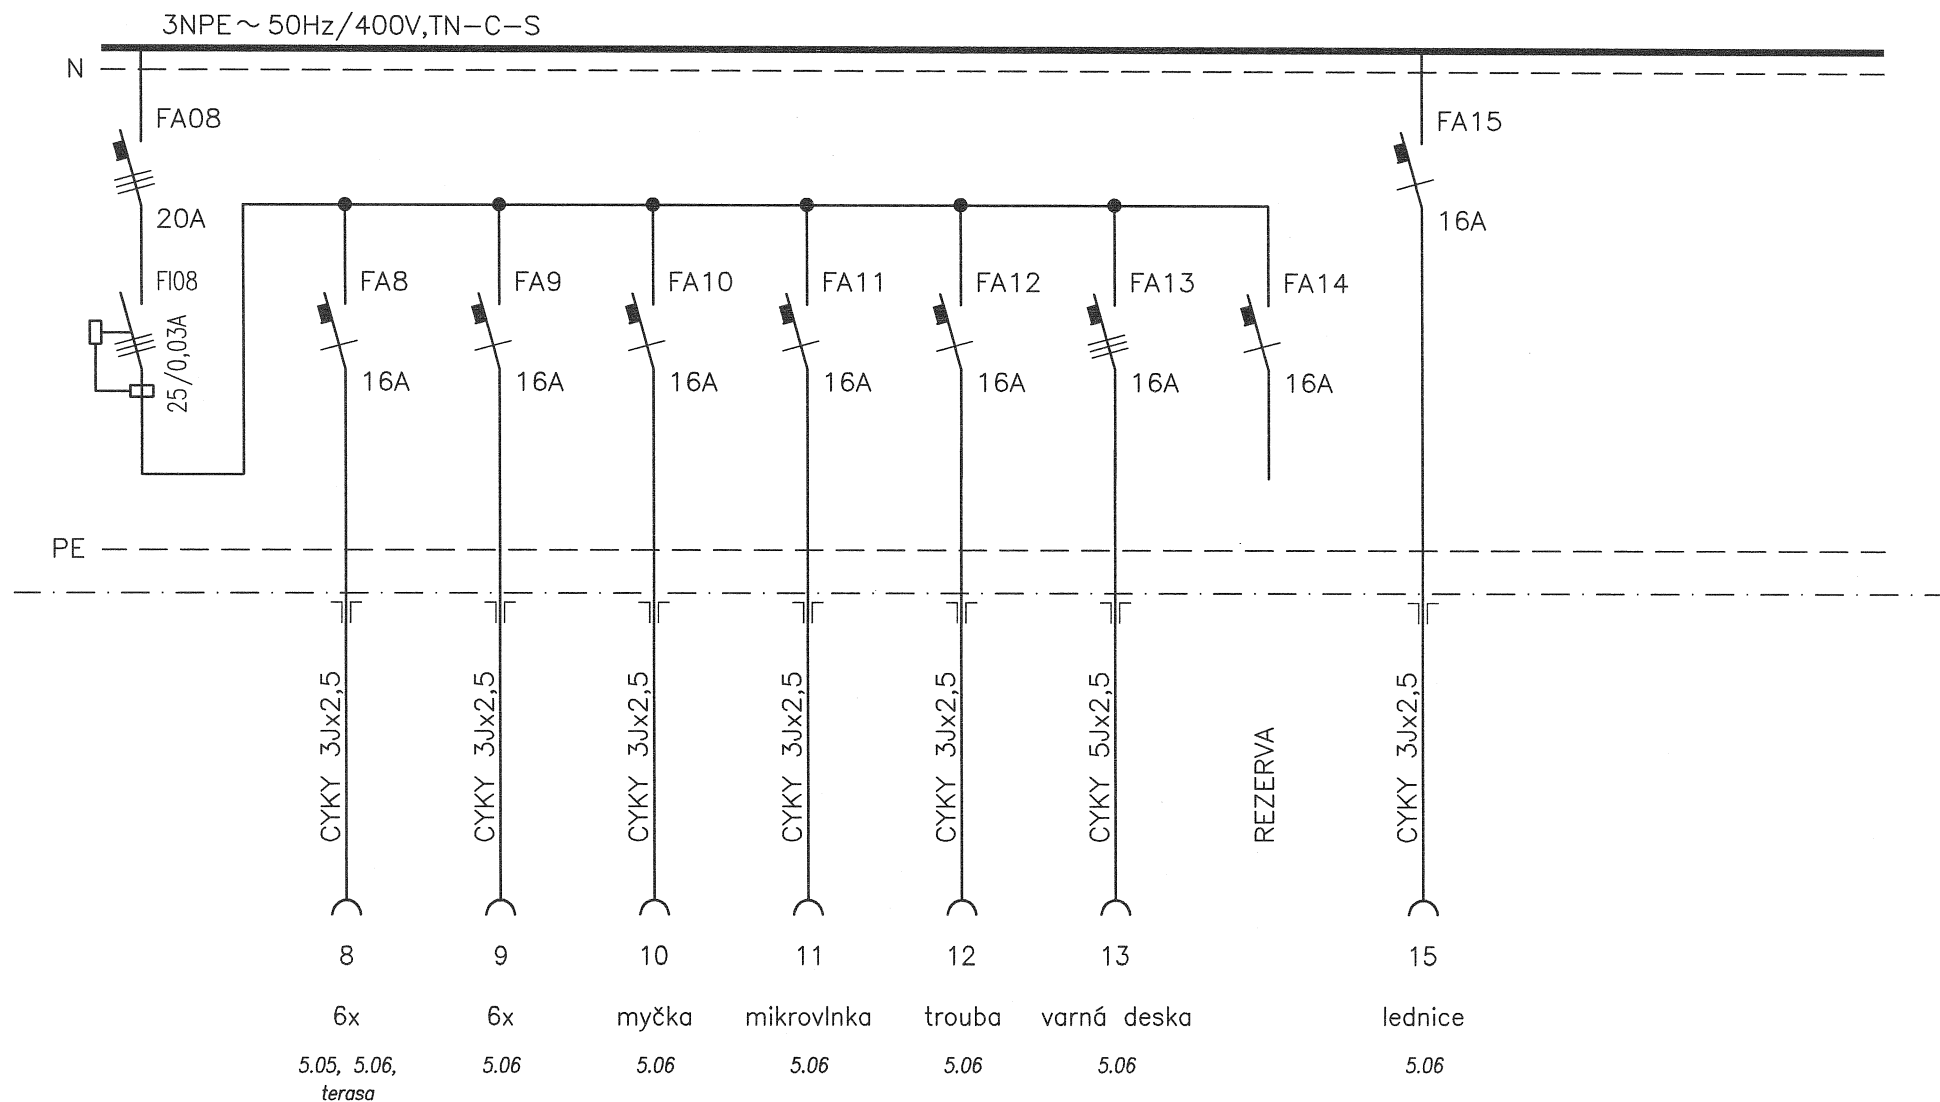 3NPE~50Hz/400V,TN-C-S
N
FA08
20A
FI08
25/0,03A
FA8
16A
FA9
16A
FA10
16A
FA11
16A
FA12
16A
FA13
16A
FA14
16A
FA15
16A
PE
CYKY 3Jx2,5
CYKY 3Jx2,5
CYKY 3Jx2,5
CYKY 3Jx2,5
CYKY 3Jx2,5
CYKY 5Jx2,5
REZERVA
CYKY 3Jx2,5
8 9 10 11 12 13 15
6x 6x myčka mikrovlnka trouba varná deska lednice
5.05, 5.06, 5.06 5.06 5.06 5.06 5.06 5.06
terasa